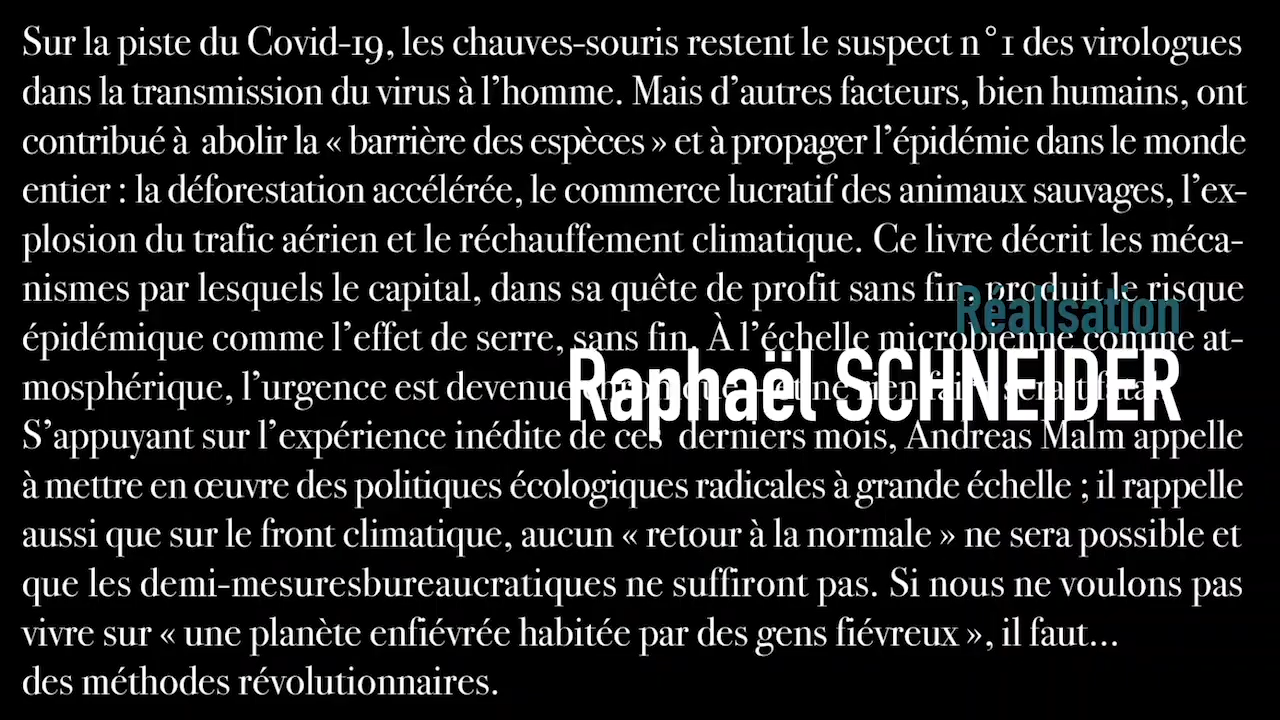 Sur la piste du Covid-19, les chauves-souris restent le suspect n°1 des virologues
dans la transmission du virus à l’homme. Mais d’autres facteurs, bien humains, ont
contribué à abolir la « barrière des espèces » et à propager l’épidémie dans le monde
entier : la déforestation accélérée, le commerce lucratif des animaux sauvages, l’ex-
plosion du trafic aérien et le réchauffement climatique. Ce livre décrit les méca-
nismes par lesquels le capital, dans sa quête de profit sans fin, produit le risque
Réalisation
épidémique comme l’effet de serre, sans fin. À l’échelle microbienne comme at-
mosphérique, l’urgence est devenue et ne rien
Raphaël SCHNEIDER
S’appuyant sur l’expérience inédite de ces derniers mois, Andreas Malm appelle
à mettre en œuvre des politiques écologiques radicales à grande échelle ; il rappelle
aussi que sur le front climatique, aucun « retour à la normale » ne sera possible et
que les demi-mesuresbureaucratiques ne suffiront pas. Si nous ne voulons pas
vivre sur « une planète enfiévrée habitée par des gens fiévreux », il faut...
des méthodes révolutionnaires.